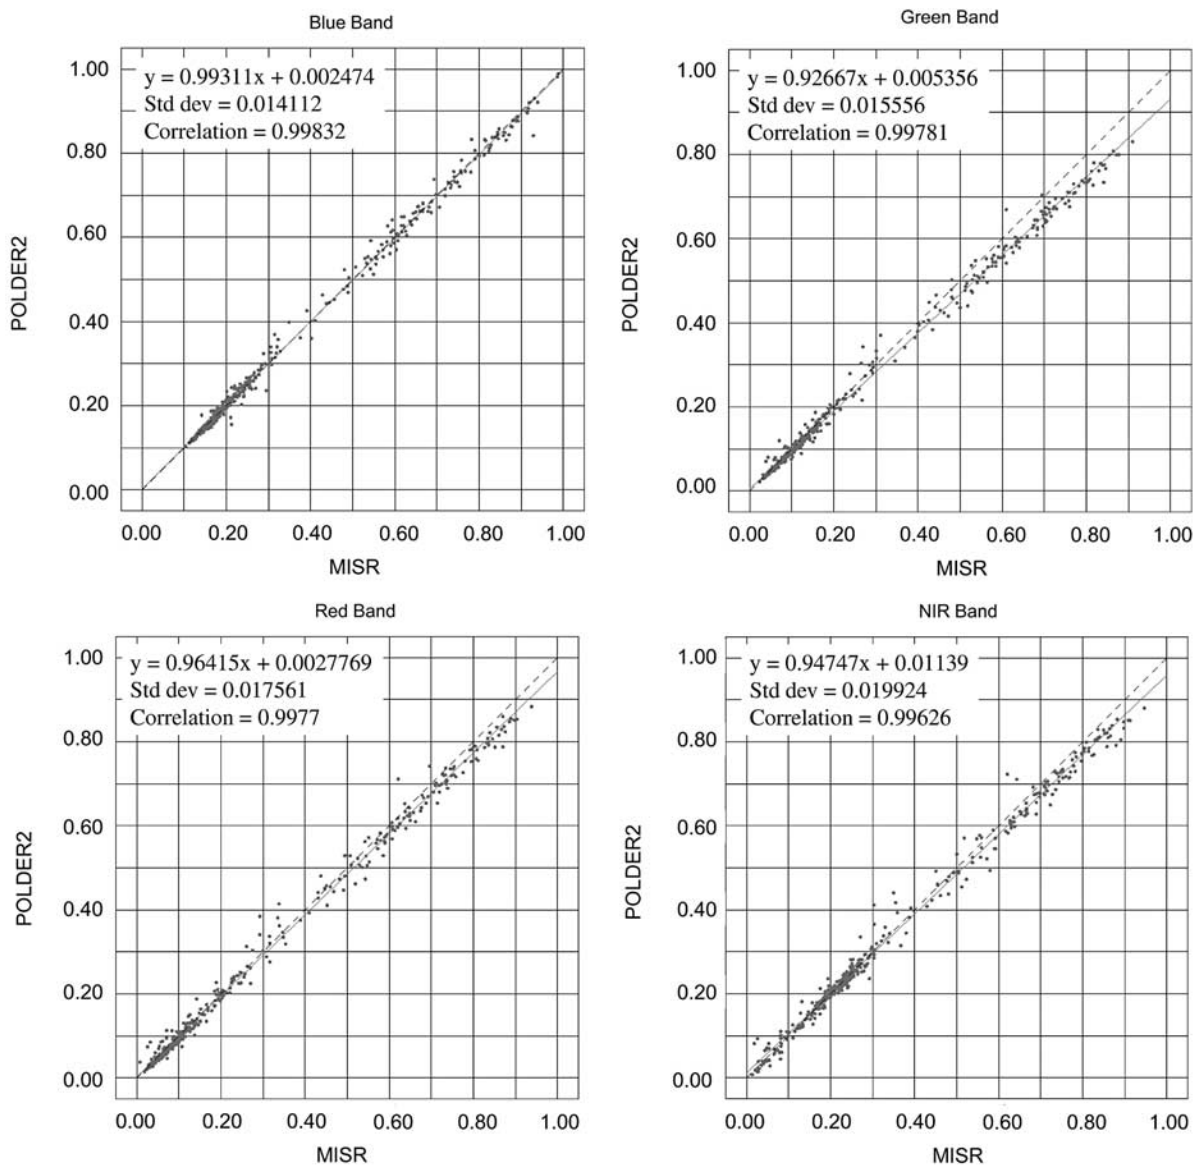 Blue Band
y = 0.99311x + 0.002474
Std dev = 0.014112
Correlation = 0.99832
1.00
0.80
0.60
0.40
0.20
0.00
POLDER2
0.00 0.20 0.40 0.60 0.80 1.00
MISR
Green Band
y = 0.92667x + 0.005356
Std dev = 0.015556
Correlation = 0.99781
1.00
0.80
0.60
0.40
0.20
0.00
POLDER2
0.00 0.20 0.40 0.60 0.80 1.00
MISR
Red Band
y = 0.96415x + 0.0027769
Std dev = 0.017561
Correlation = 0.9977
1.00
0.80
0.60
0.40
0.20
0.00
POLDER2
0.00 0.20 0.40 0.60 0.80 1.00
MISR
NIR Band
y = 0.94747x + 0.01139
Std dev = 0.019924
Correlation = 0.99626
1.00
0.80
0.60
0.40
0.20
0.00
POLDER2
0.00 0.20 0.40 0.60 0.80 1.00
MISR